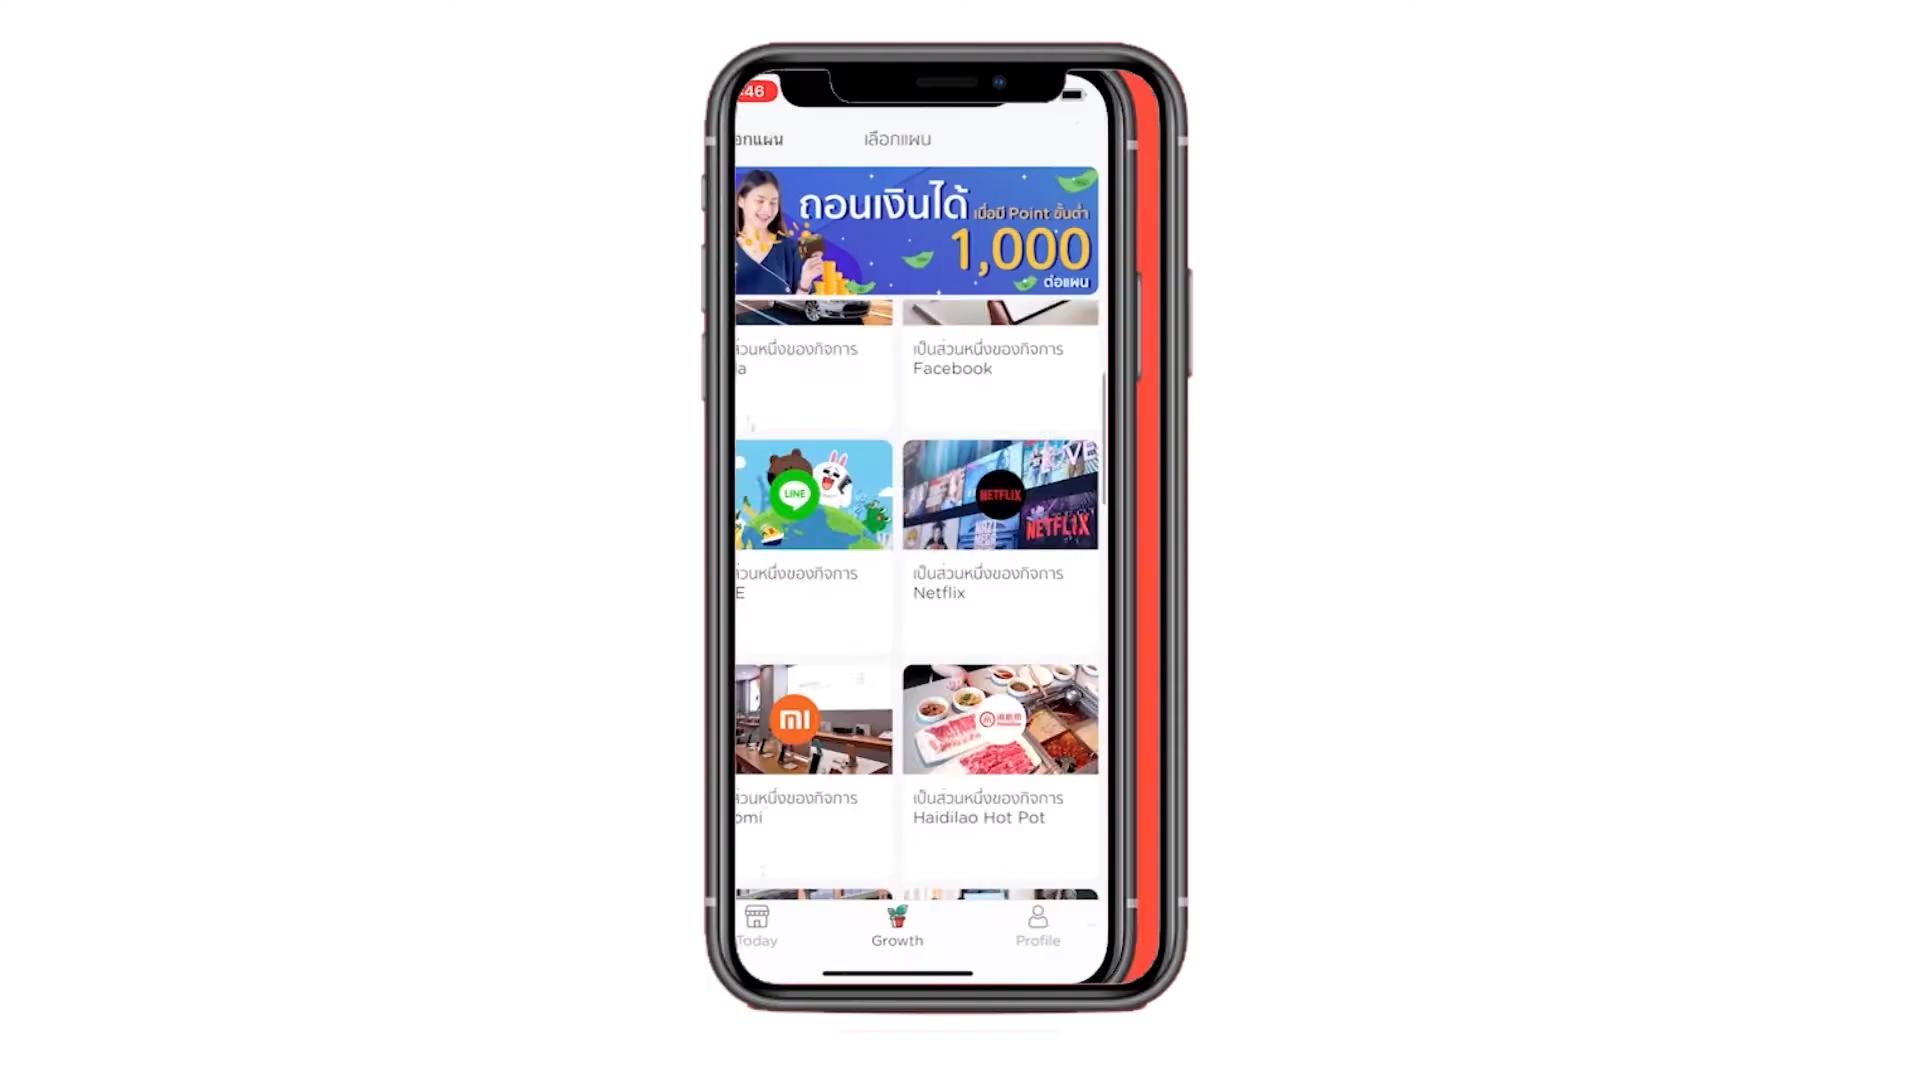 :46
อกแผน
เลือกแผน
ถอนเงินได้ เมื่อมี Point ขั้นต่ำ
1,000
ต่อแผน
ส่วนหนึ่งของกิจการ
la
เป็นส่วนหนึ่งของกิจการ
Facebook
LINE
NETFLIX
NETFLIX
ส่วนหนึ่งของกิจการ
E
เป็นส่วนหนึ่งของกิจการ
Netflix
mi
ส่วนหนึ่งของกิจการ
omi
เป็นส่วนหนึ่งของกิจการ
Haidilao Hot Pot
Today
Growth
Profile